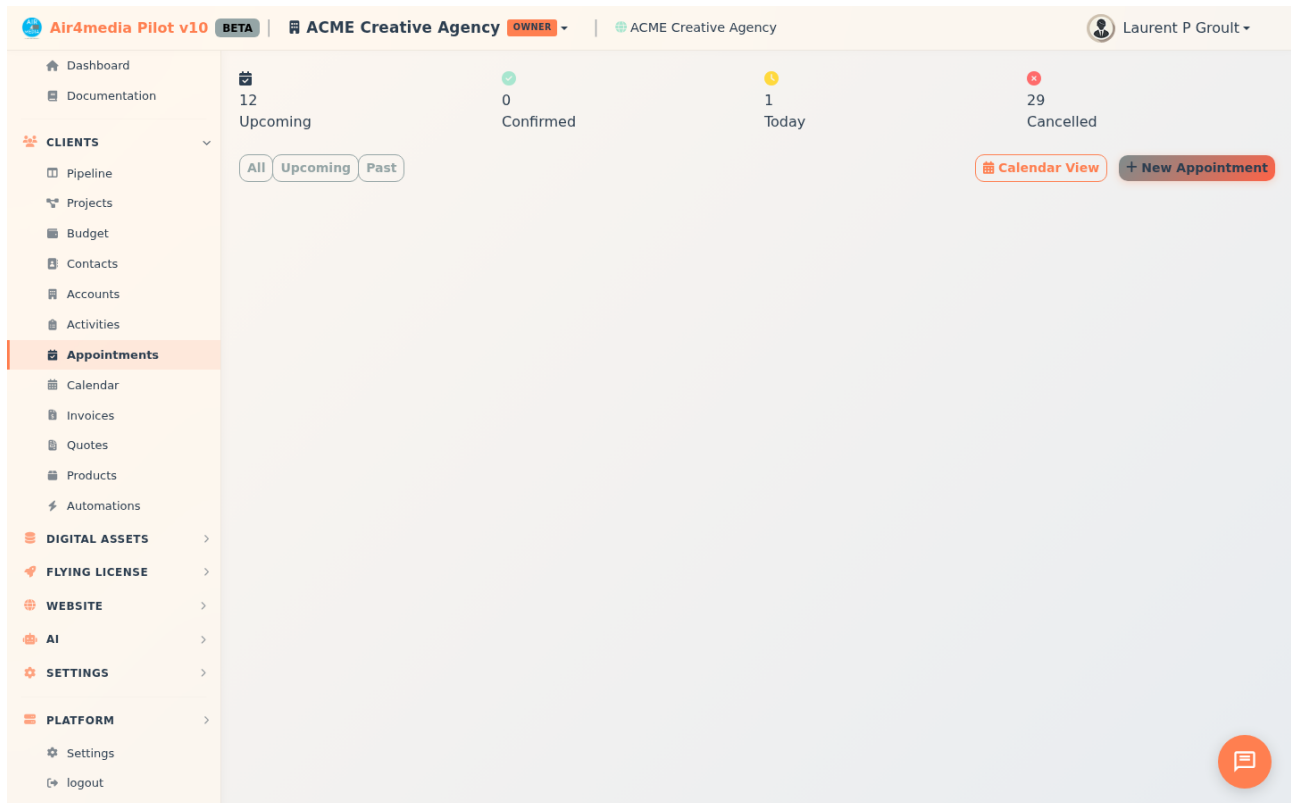 Air4media Pilot v10 BETA | ACME Creative Agency OWNER | ACME Creative Agency Laurent P Groult
Dashboard
Documentation
CLIENTS
Pipeline
Projects
Budget
Contacts
Accounts
Activities
Appointments
Calendar
Invoices
Quotes
Products
Automations
DIGITAL ASSETS
FLYING LICENSE
WEBSITE
AI
SETTINGS
PLATFORM
Settings
logout
12
Upcoming
0
Confirmed
1
Today
29
Cancelled
All Upcoming Past Calendar View New Appointment